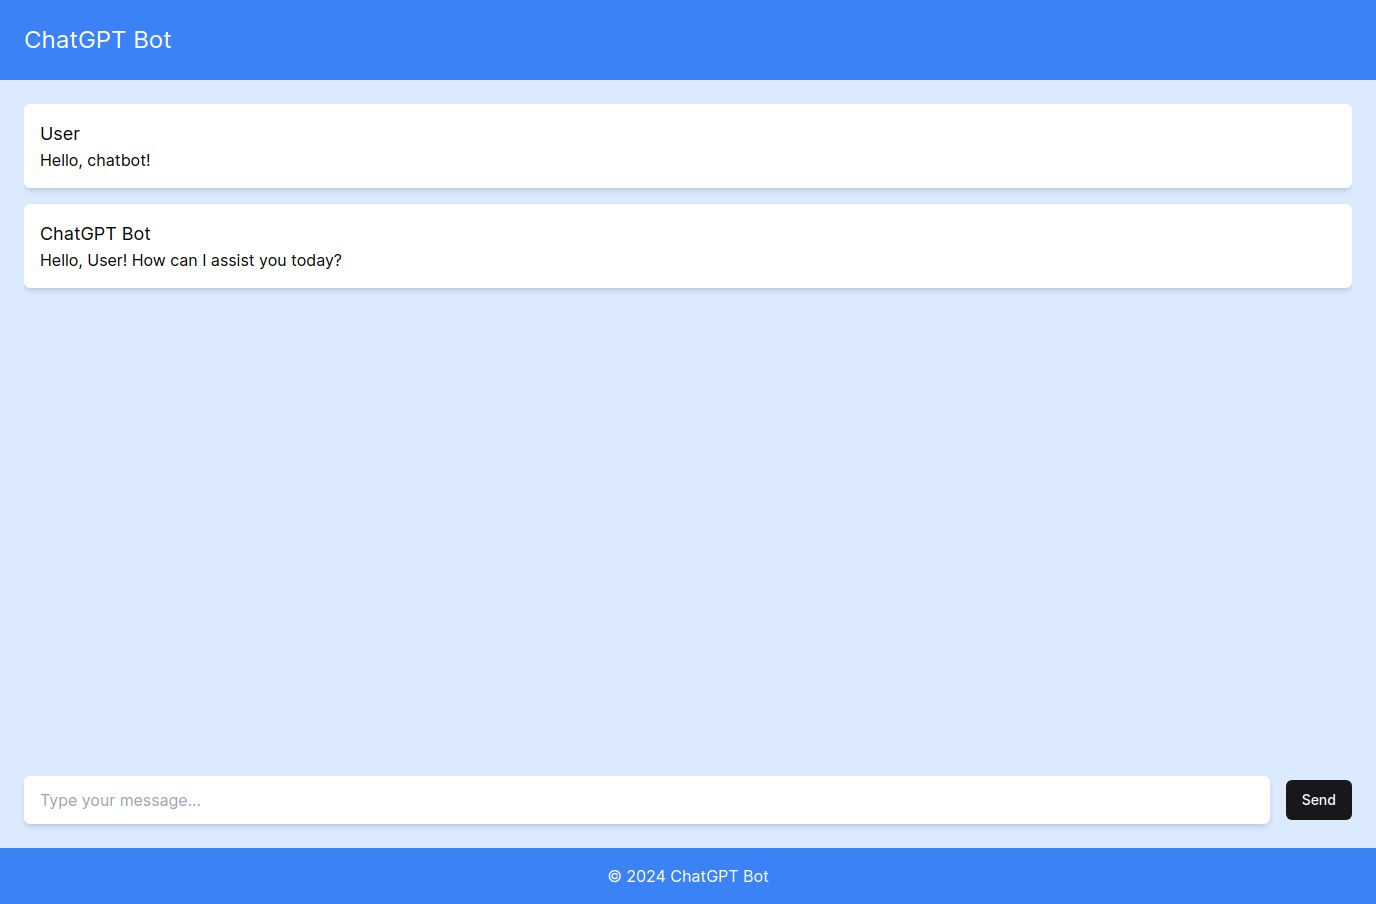 ChatGPT Bot
User
Hello, chatbot!
ChatGPT Bot
Hello, User! How can I assist you today?
Type your message...
Send
© 2024 ChatGPT Bot